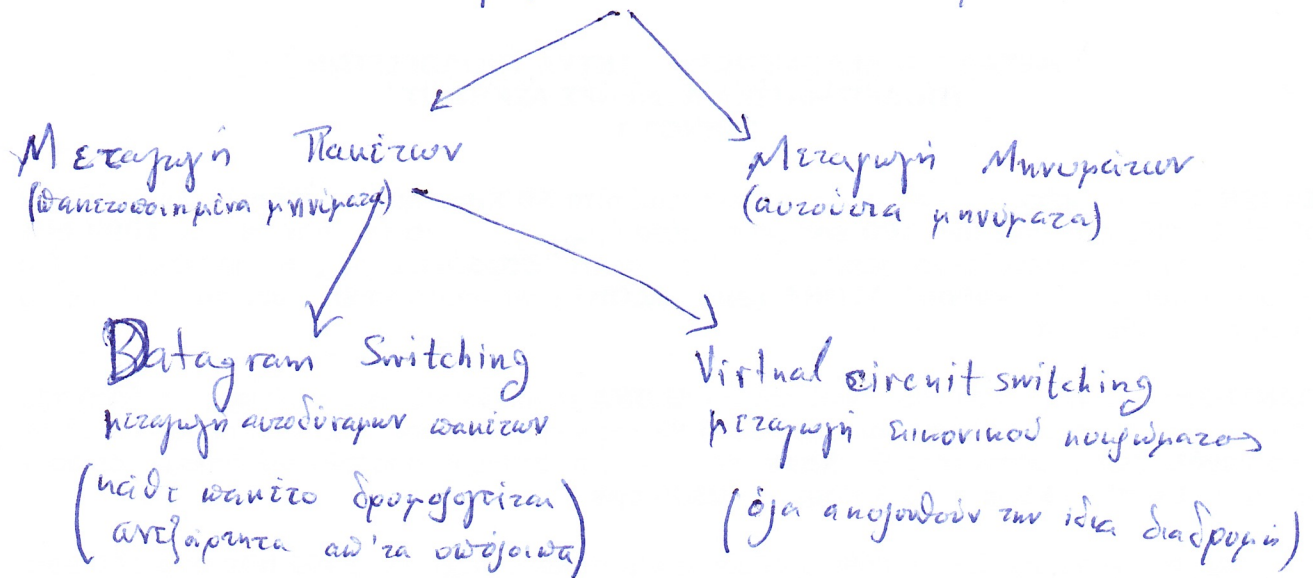 Μεταγωγή Πακέτων
(πακετοποιημένα μηνύματα)
Μεταγωγή Μηνυμάτων
(αυτούσια μηνύματα)
Datagram Switching
μεταγωγή αυτοδύναμων πακέτων
(κάθε πακέτο δρομολογείται
ανεξάρτητα απ'τα υπόλοιπα)
Virtual circuit switching
μεταγωγή εικονικού κυκλώματος
(όλα ακολουθούν την ίδια διαδρομή)